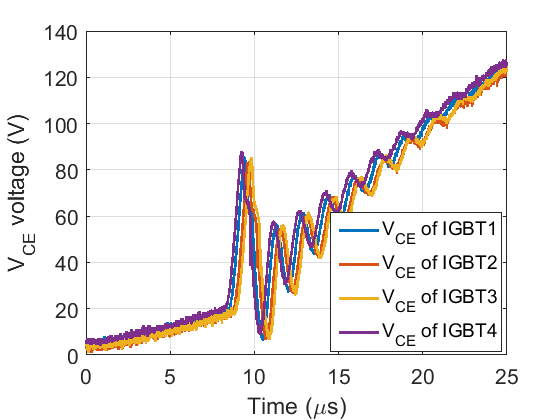 140
120
100
80
60
40
20
0
V_CE voltage (V)
V_CE of IGBT1
V_CE of IGBT2
V_CE of IGBT3
V_CE of IGBT4
0 5 10 15 20 25
Time (μs)